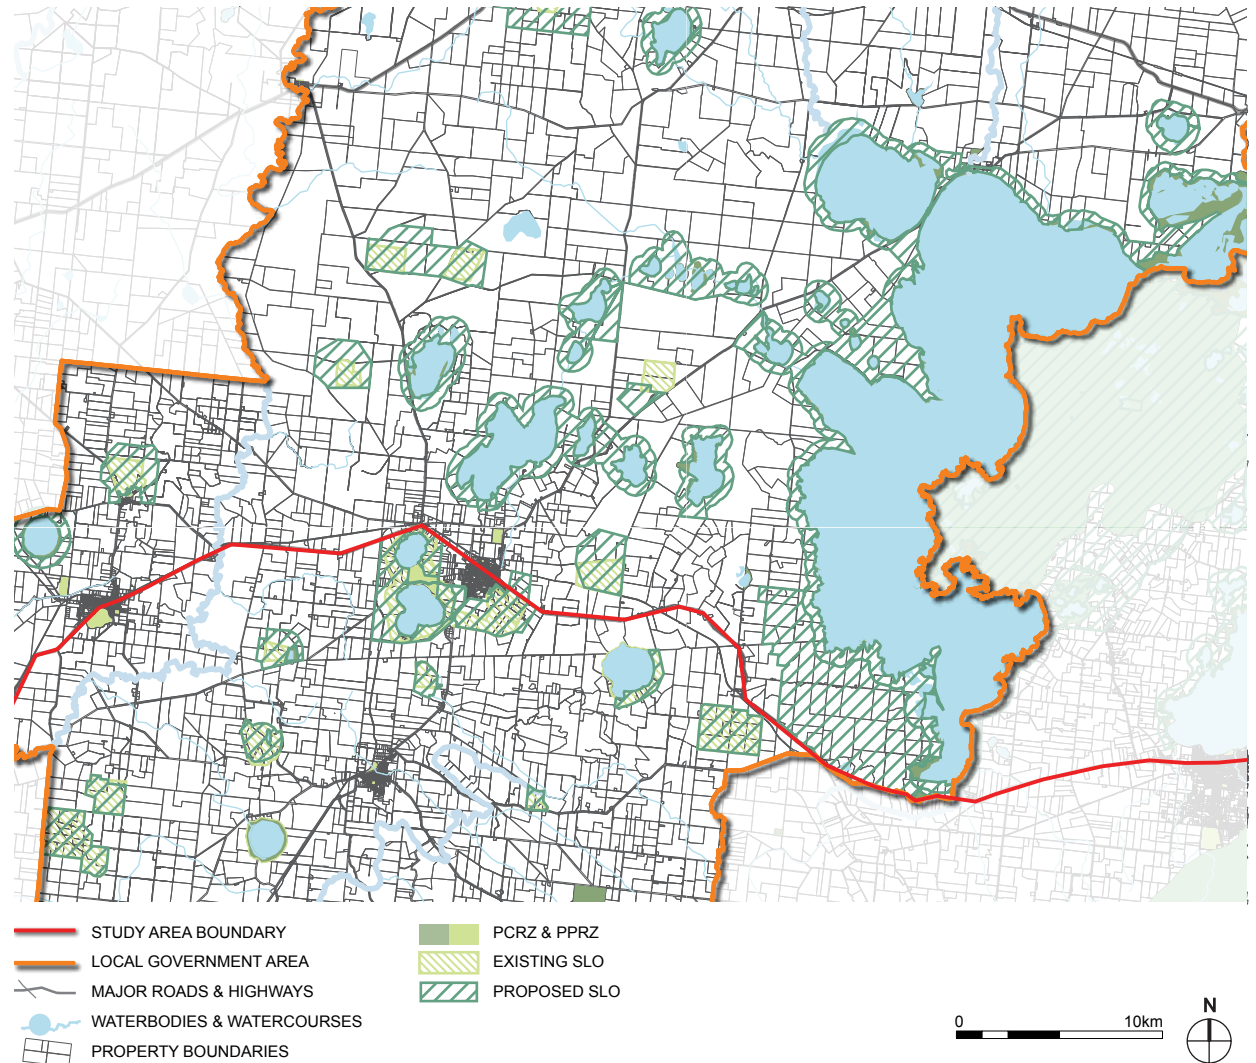 STUDY AREA BOUNDARY
LOCAL GOVERNMENT AREA
MAJOR ROADS & HIGHWAYS
WATERBODIES & WATERCOURSES
PROPERTY BOUNDARIES
PCRZ & PPRZ
EXISTING SLO
PROPOSED SLO
0 10km
N